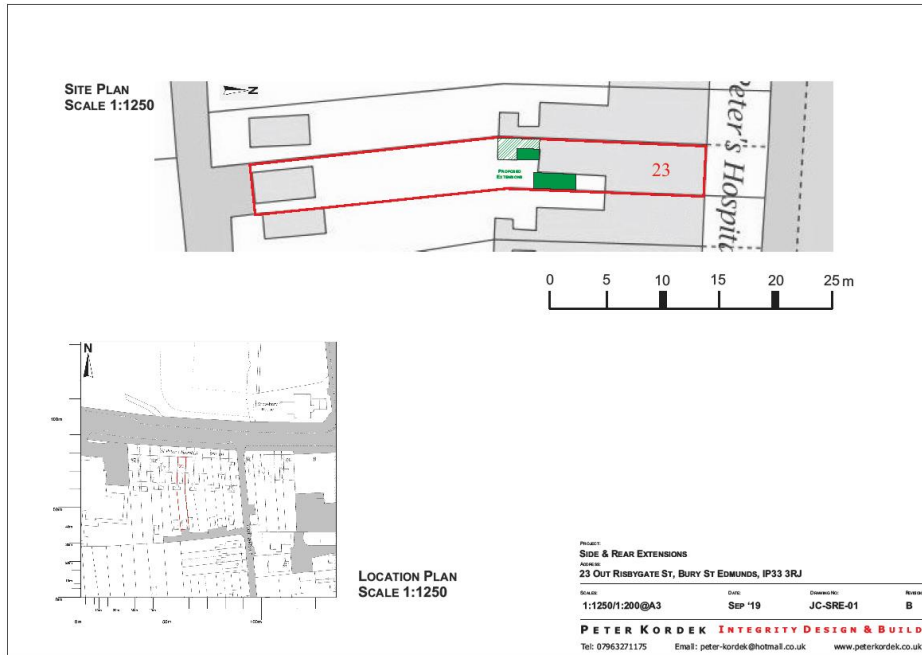 SITE PLAN
SCALE 1:1250
N
PROPOSED
EXTENSIONS
23
Peter's Hospit
0 5 10 15 20 25 m
N
LOCATION PLAN
SCALE 1:1250
PROJECT:
SIDE & REAR EXTENSIONS
ADDRESS:
23 OUT RISBYGATE ST, BURY ST EDMUNDS, IP33 3RJ
SCALES: DATE: DRAWING NO:
1:1250/1:200@A3 SEP '19 JC-SRE-01 B
PETER KORDEK INTEGRITY DESIGN & BUILD
Tel: 07963271175 Email: peter-kordek@hotmail.co.uk www.peterkordek.co.uk